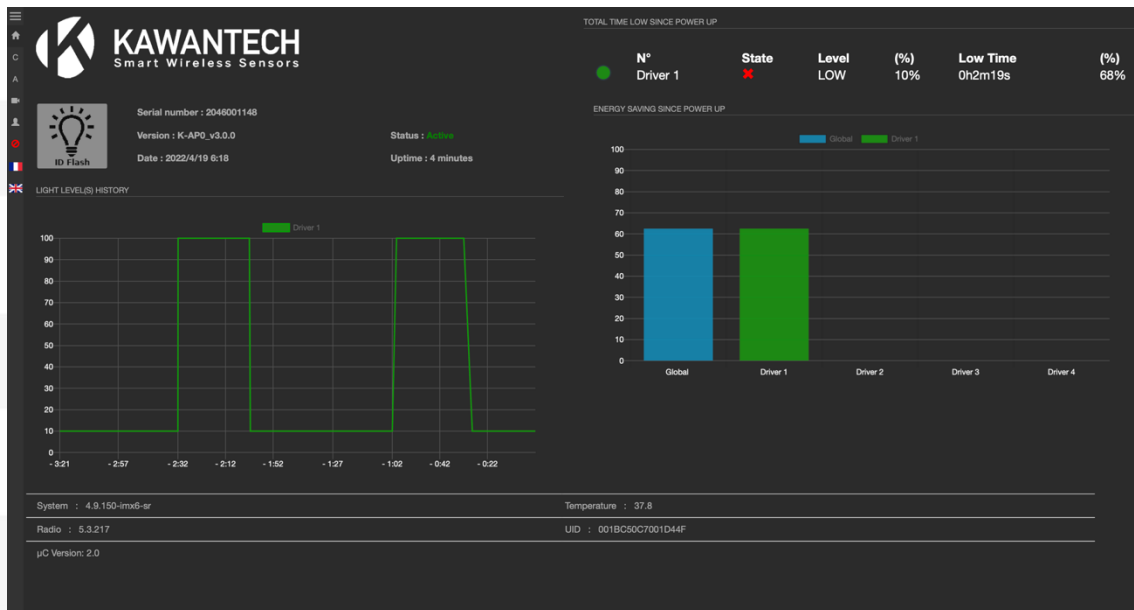 KAWANTECH
Smart Wireless Sensors
C
A
ID Flash
Serial number : 2046001148
Version : K-AP0_v3.0.0
Status : Active
Date : 2022/4/19 6:18
Uptime : 4 minutes
LIGHT LEVEL(S) HISTORY
Driver 1
100
90
80
70
60
50
40
30
20
10
0
- 3:21 - 2:57 - 2:32 - 2:12 - 1:52 - 1:27 - 1:02 - 0:42 - 0:22
TOTAL TIME LOW SINCE POWER UP
N° State Level (%) Low Time (%)
Driver 1 LOW 10% 0h2m19s 68%
ENERGY SAVING SINCE POWER UP
Global Driver 1
100
90
80
70
60
50
40
30
20
10
0
Global Driver 1 Driver 2 Driver 3 Driver 4
System : 4.9.150-imx6-sr
Temperature : 37.8
Radio : 5.3.217
UID : 001BC50C7001D44F
µC Version: 2.0